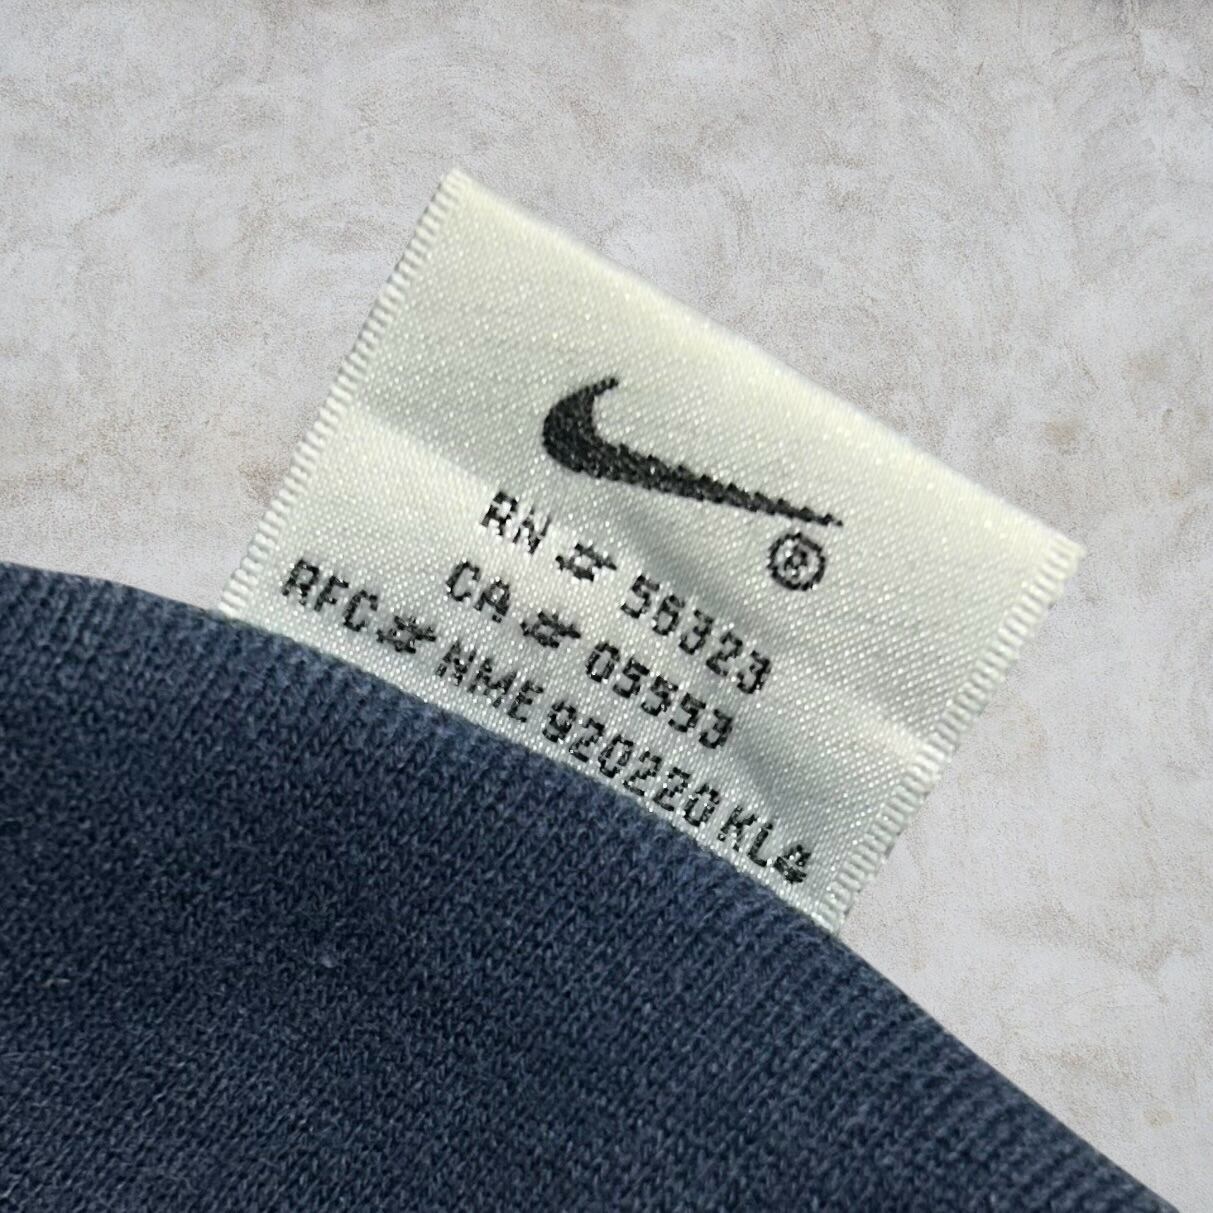 ®
RN # 56323
CA # 05553
RFC# NME 920220 KL4